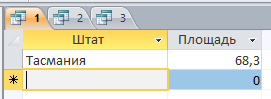 1 2 3
Штат Площадь
Тасмания 68,3
0